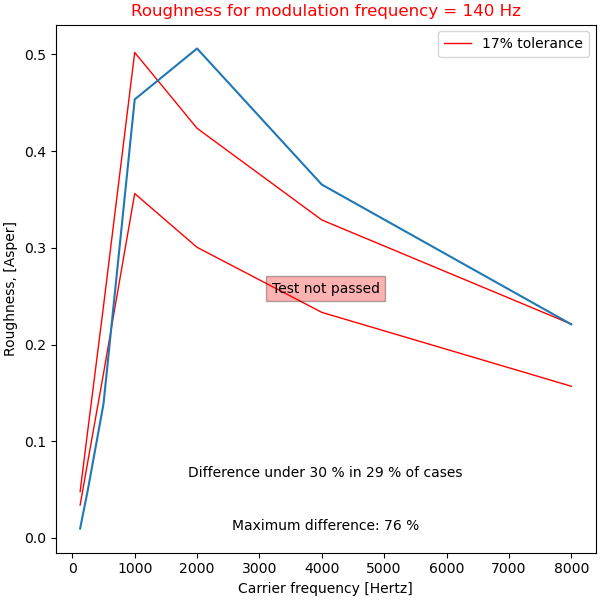 Roughness for modulation frequency = 140 Hz
17% tolerance
Roughness, [Asper]
0.5
0.4
0.3
0.2
0.1
0.0
Test not passed
Difference under 30 % in 29 % of cases
Maximum difference: 76 %
0 1000 2000 3000 4000 5000 6000 7000 8000
Carrier frequency [Hertz]